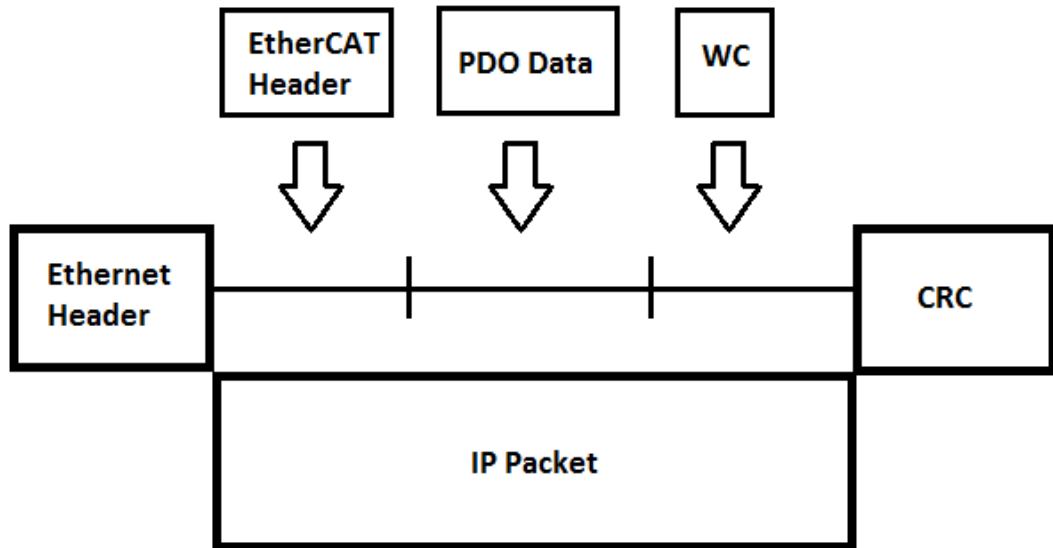 EtherCAT
Header
PDO Data
WC
Ethernet
Header
CRC
IP Packet